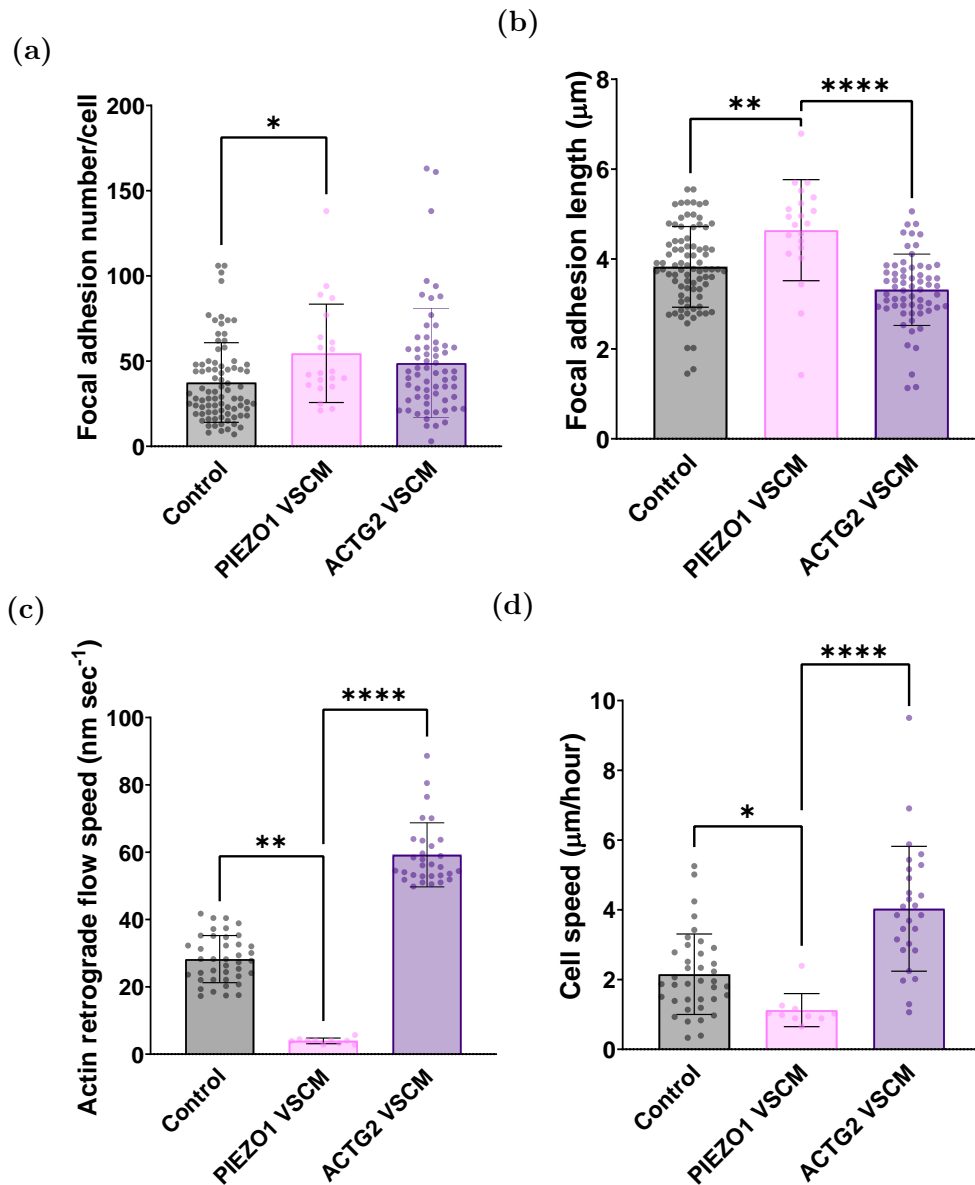 (a)
Focal adhesion number/cell
200
150
100
50
0
*
Control
PIEZO1 VSCM
ACTG2 VSCM
(b)
Focal adhesion length (μm)
8
6
4
2
0
**
****
Control
PIEZO1 VSCM
ACTG2 VSCM
(c)
Actin retrograde flow speed (nm sec⁻¹)
100
80
60
40
20
0
**
****
Control
PIEZO1 VSCM
ACTG2 VSCM
(d)
Cell speed (μm/hour)
10
8
6
4
2
0
*
****
Control
PIEZO1 VSCM
ACTG2 VSCM